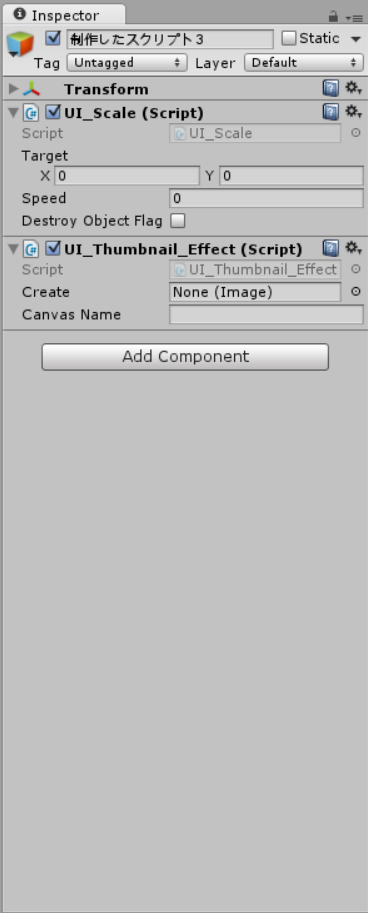 Inspector
制作したスクリプト3 Static
Tag Untagged Layer Default
Transform
UI_Scale (Script)
Script UI_Scale
Target
X 0 Y 0
Speed 0
Destroy Object Flag
UI_Thumbnail_Effect (Script)
Script UI_Thumbnail_Effect
Create None (Image)
Canvas Name
Add Component